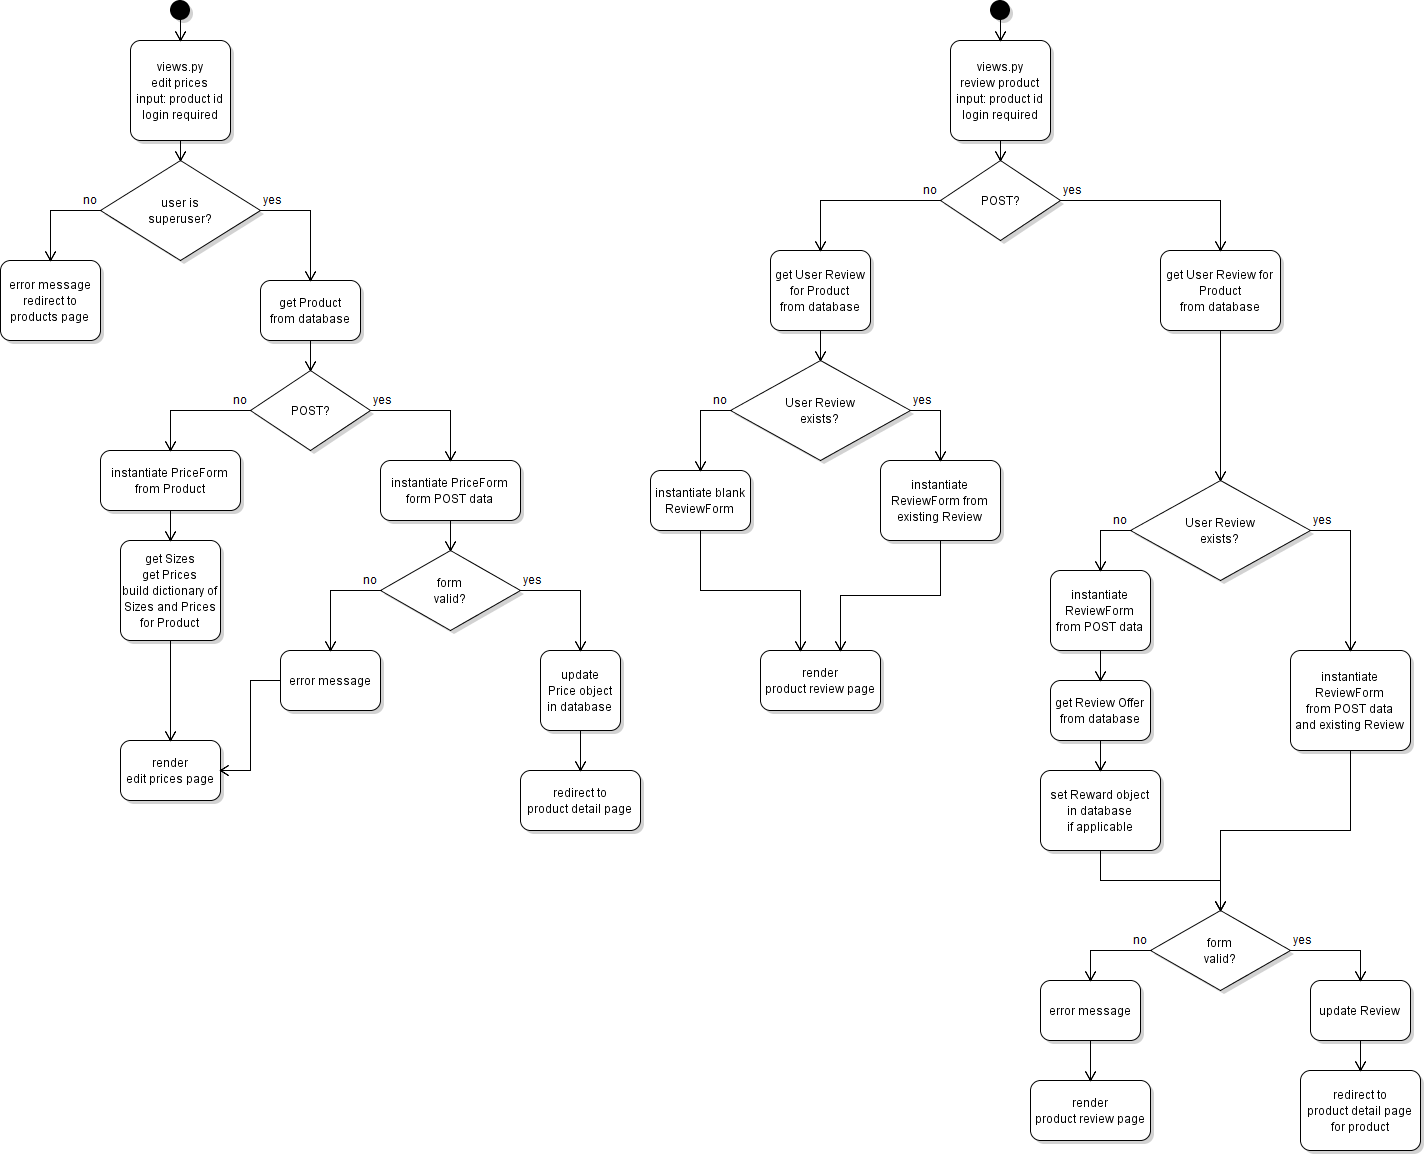 views.py
edit prices
input: product id
login required
user is
superuser?
no
yes
error message
redirect to
products page
get Product
from database
POST?
no
yes
instantiate PriceForm
from Product
instantiate PriceForm
form POST data
get Sizes
get Prices
build dictionary of
Sizes and Prices
for Product
form
valid?
no
yes
error message
update
Price object
in database
render
edit prices page
redirect to
product detail page
views.py
review product
input: product id
login required
POST?
no
yes
get User Review
for Product
from database
get User Review for
Product
from database
User Review
exists?
no
yes
instantiate blank
ReviewForm
instantiate
ReviewForm from
existing Review
render
product review page
User Review
exists?
no
yes
instantiate
ReviewForm
from POST data
instantiate
ReviewForm
from POST data
and existing Review
get Review Offer
from database
set Reward object
in database
if applicable
form
valid?
no
yes
error message
update Review
render
product review page
redirect to
product detail page
for product